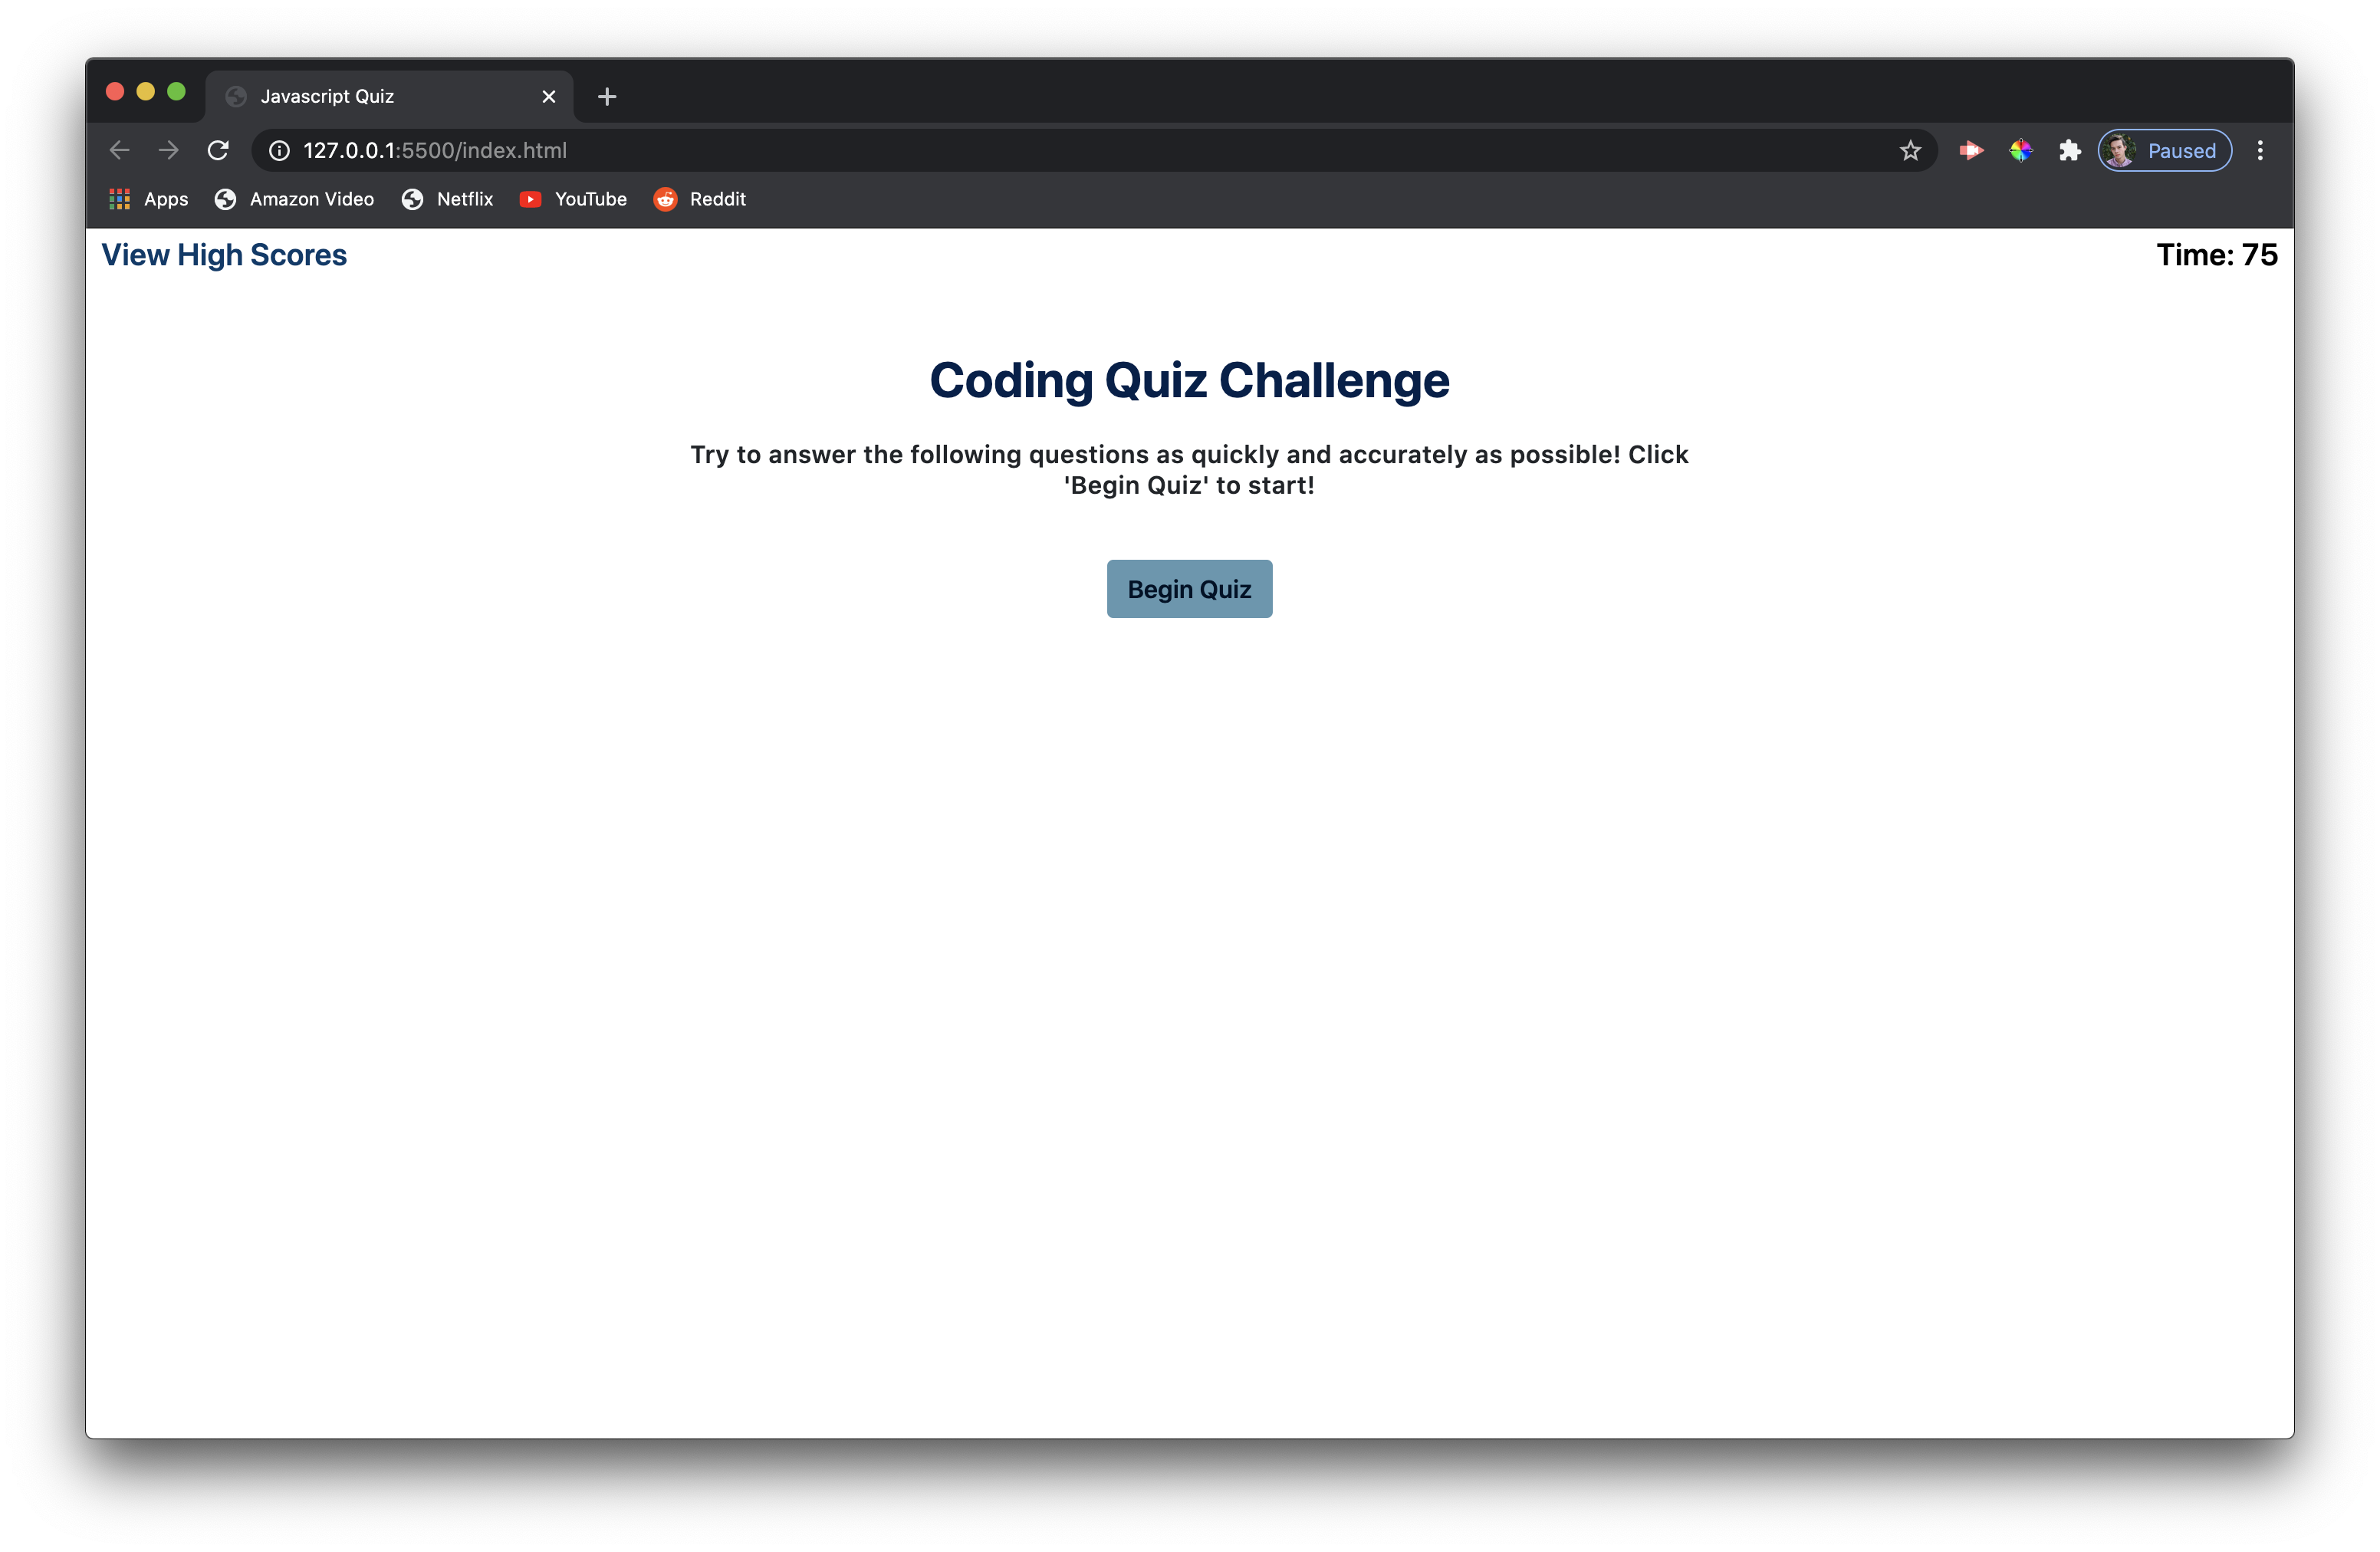 Javascript Quiz
127.0.0.1:5500/index.html
Paused
Apps Amazon Video Netflix YouTube Reddit
View High Scores
Time: 75
Coding Quiz Challenge
Try to answer the following questions as quickly and accurately as possible! Click
'Begin Quiz' to start!
Begin Quiz